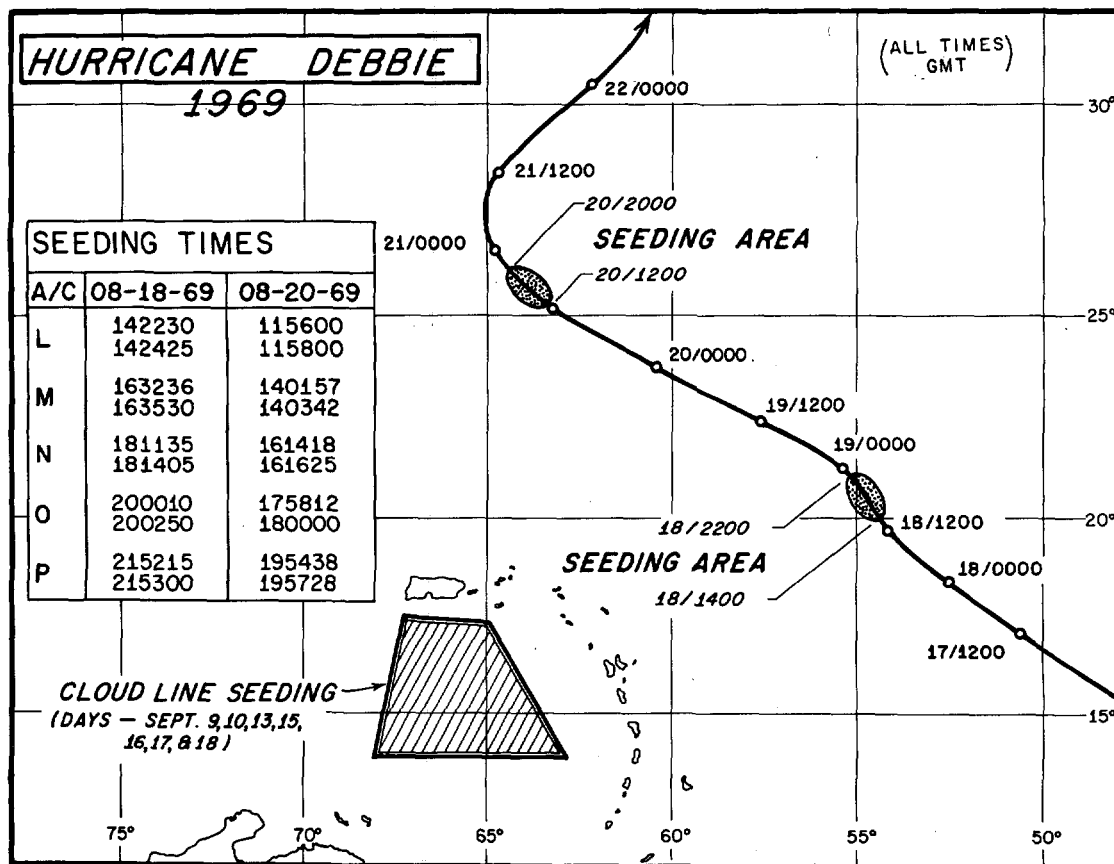 HURRICANE DEBBIE
1969
(ALL TIMES
GMT)
22/0000
30°
21/1200
20/2000
21/0000
SEEDING AREA
20/1200
25°
20/0000
19/1200
19/0000
18/2200
18/1200
20°
SEEDING AREA
18/1400
18/0000
17/1200
15°
SEEDING TIMES
A/C 08-18-69 08-20-69
L 142230 115600
142425 115800
M 163236 140157
163530 140342
N 181135 161418
181405 161625
O 200010 175812
200250 180000
P 215215 195438
215300 195728
CLOUD LINE SEEDING
(DAYS — SEPT. 9,10,13,15,
16,17, & 18)
75° 70° 65° 60° 55° 50°